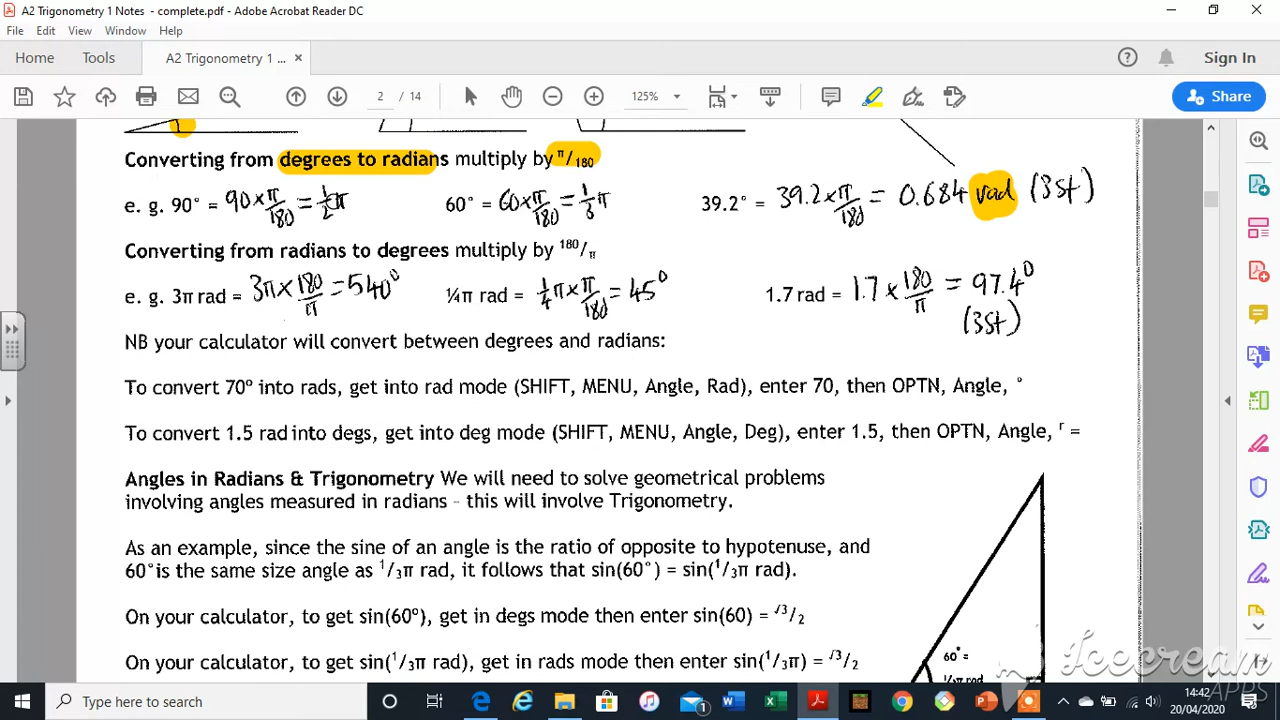 A2 Trigonometry 1 Notes - complete.pdf - Adobe Acrobat Reader DC
File Edit View Window Help
Home Tools A2 Trigonometry 1 ... × Sign In
2 / 14 125% Share
Converting from degrees to radians multiply by π/180
e. g. 90° = 90×π/180 = 1/2π 60° = 60×π/180 = 1/3π 39.2° = 39.2×π/180 = 0.684 rad (3sf)
Converting from radians to degrees multiply by 180/π
e. g. 3π rad = 3π×180/π = 540° ¼π rad = 1/4π×π/180 = 45° 1.7 rad = 1.7×180/π = 97.4°
(3sf)
NB your calculator will convert between degrees and radians:
To convert 70° into rads, get into rad mode (SHIFT, MENU, Angle, Rad), enter 70, then OPTN, Angle, °
To convert 1.5 rad into degs, get into deg mode (SHIFT, MENU, Angle, Deg), enter 1.5, then OPTN, Angle, ʳ =
Angles in Radians & Trigonometry We will need to solve geometrical problems
involving angles measured in radians - this will involve Trigonometry.
As an example, since the sine of an angle is the ratio of opposite to hypotenuse, and
60° is the same size angle as 1/3π rad, it follows that sin(60°) = sin(1/3π rad).
On your calculator, to get sin(60°), get in degs mode then enter sin(60) = √3/2
On your calculator, to get sin(1/3π rad), get in rads mode then enter sin(1/3π) = √3/2
60° =
1/3π rad
Icecream
APPS
Type here to search
14:42
20/04/2020